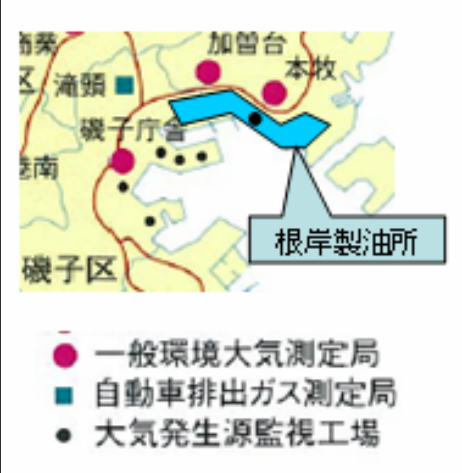 加曽台
本牧
区
滝頭
磯子庁舎
港南
根岸製油所
磯子区
一般環境大気測定局
自動車排出ガス測定局
大気発生源監視工場